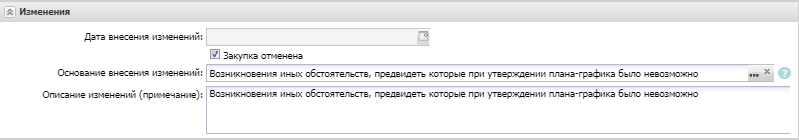 Изменения
Дата внесения изменений:
Закупка отменена
Основание внесения изменений: Возникновения иных обстоятельств, предвидеть которые при утверждении плана-графика было невозможно ... ×  ?
Описание изменений (примечание): Возникновения иных обстоятельств, предвидеть которые при утверждении плана-графика было невозможно